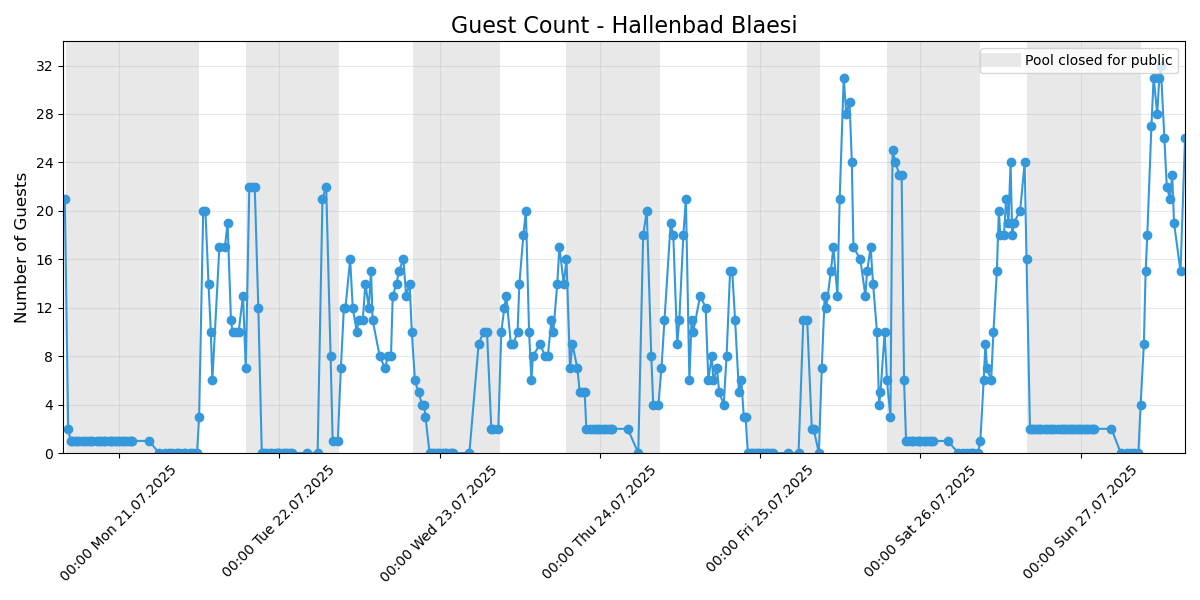 Guest Count - Hallenbad Blaesi
Pool closed for public
Number of Guests
32
28
24
20
16
12
8
4
0
00:00 Mon 21.07.2025
00:00 Tue 22.07.2025
00:00 Wed 23.07.2025
00:00 Thu 24.07.2025
00:00 Fri 25.07.2025
00:00 Sat 26.07.2025
00:00 Sun 27.07.2025